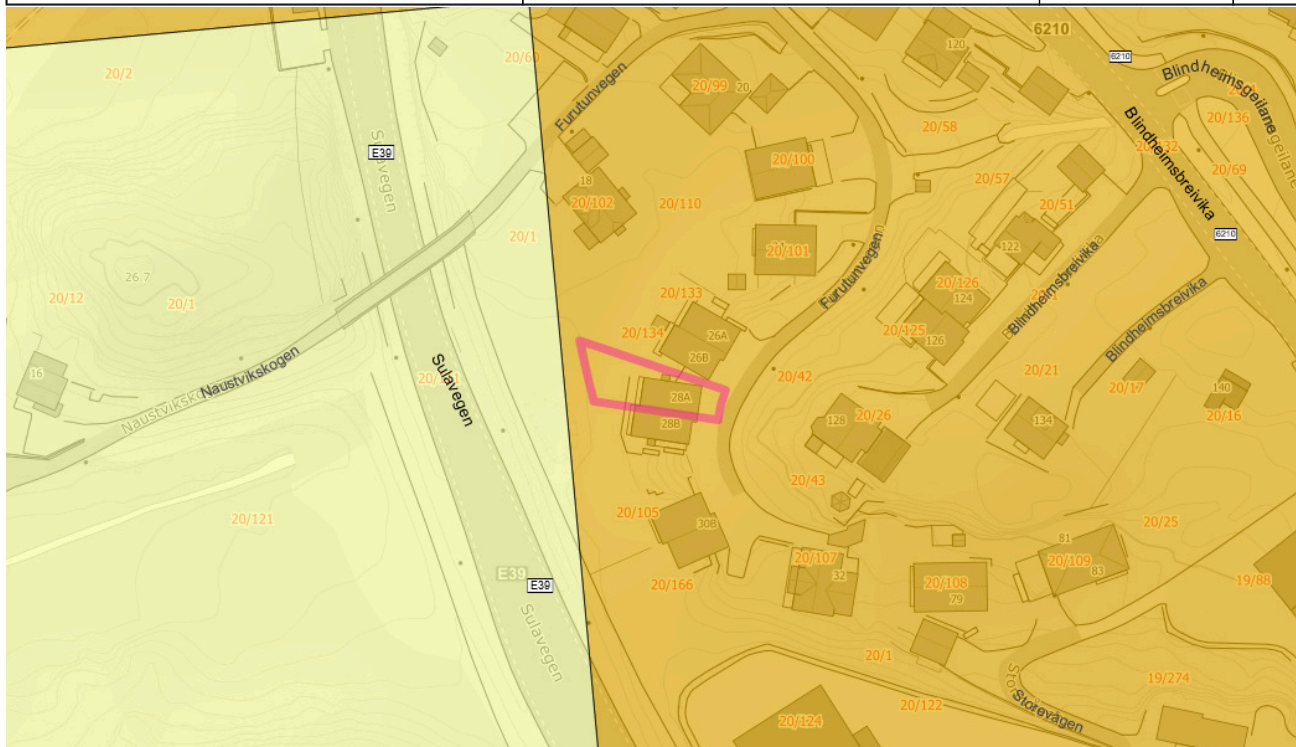 6210
120
6210
Blindheimsgeilane
20/2
20/60
20/99
20
Furutunvegen
20/136
20/58
Blindheimsbreivika
E39
Sulavegen
20/100
20/69
18
20/57
20/102
20/110
20/51
20/1
6210
122
20/101
26.7
Furutunvegen
20/126
20/12
20/1
20/133
124
Blindheimsbreivika
Blindheimsbreivika
20/134
26A
20/125
126
26B
16
Naustvikskogen
Naustvikskogen
Sulavegen
20/42
20/21
20/17
140
28A
20/26
20/16
128
134
28B
20/43
20/105
30B
20/121
20/25
81
E39
E39
20/107
20/109
83
32
20/166
20/108
79
19/88
Sulavegen
20/1
19/274
Storevågen
20/122
20/124